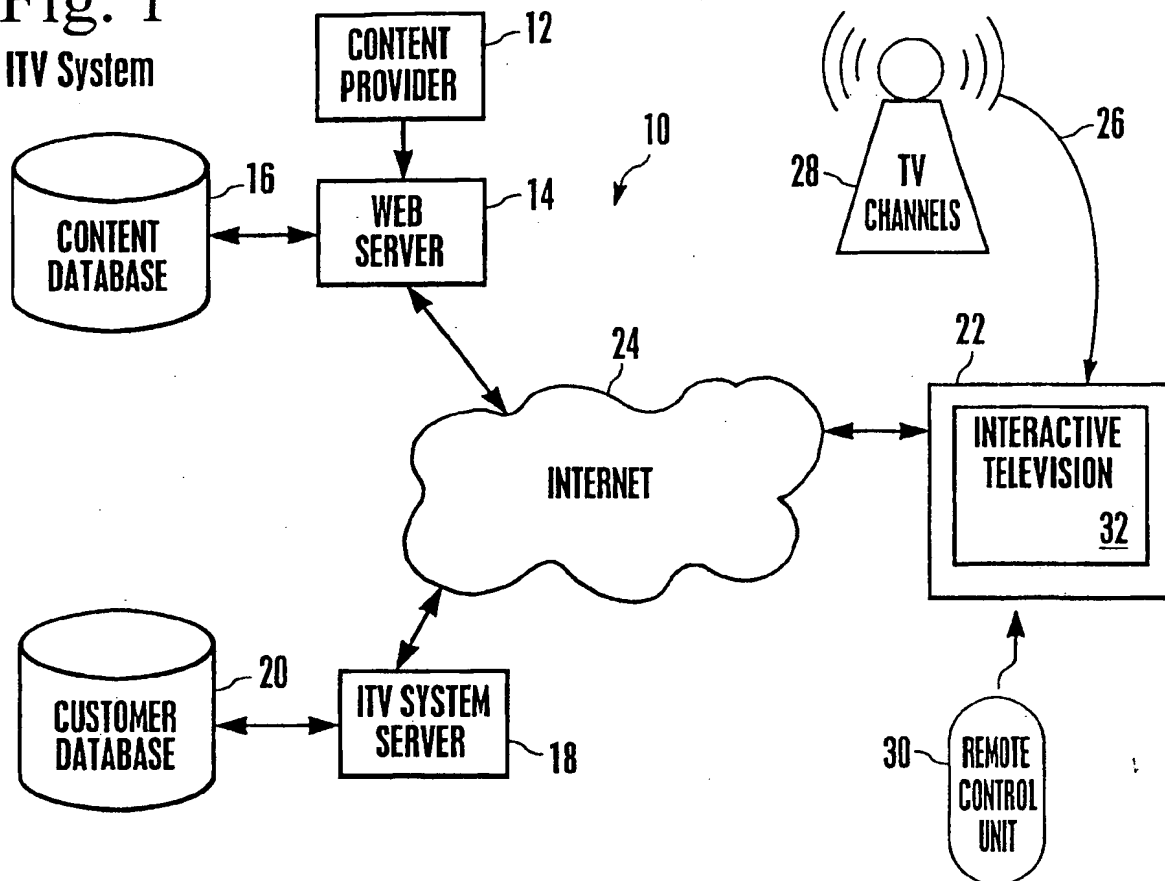 Fig. 1
ITV System
CONTENT
PROVIDER
12
10
26
28
TV
CHANNELS
16
CONTENT
DATABASE
WEB
SERVER
14
24
22
INTERNET
INTERACTIVE
TELEVISION
32
20
CUSTOMER
DATABASE
ITV SYSTEM
SERVER
18
30
REMOTE
CONTROL
UNIT